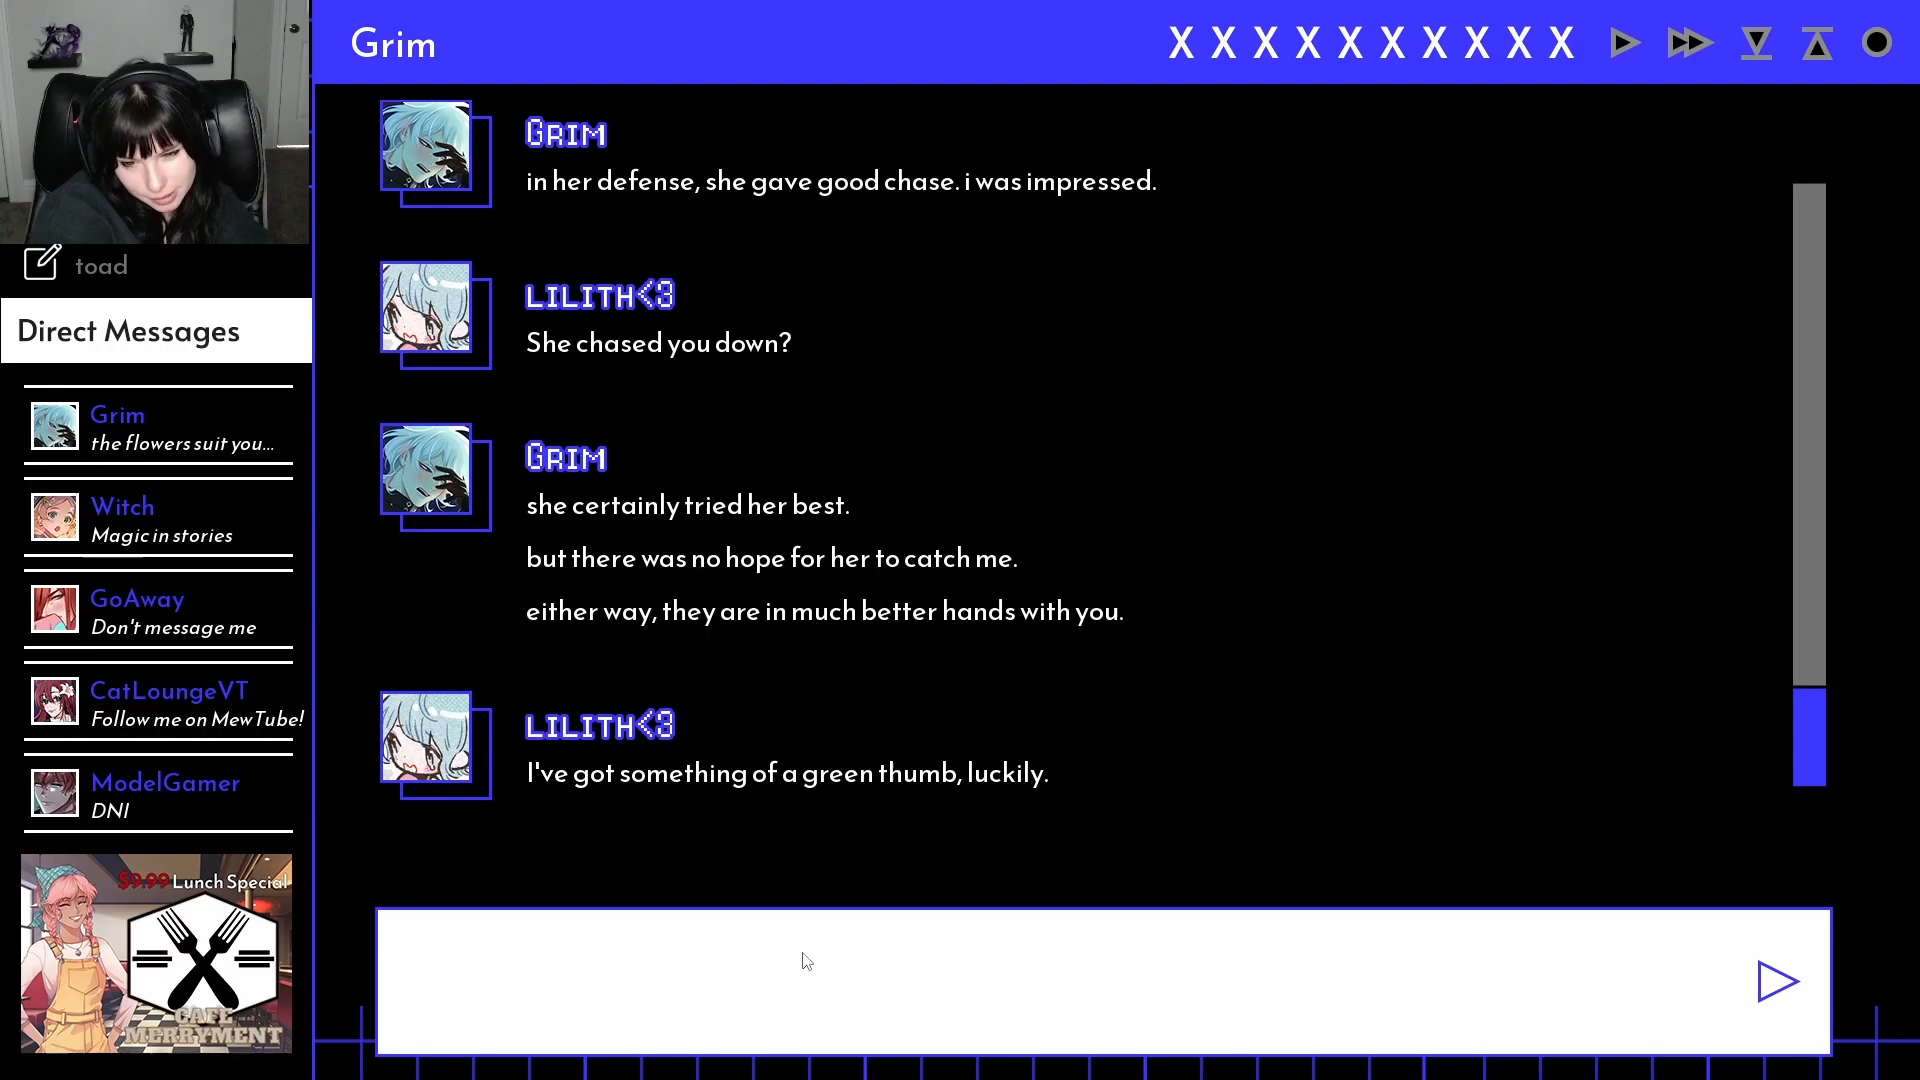 Grim
X X X X X X X X X X
toad
Direct Messages
Grim
the flowers suit you...
Witch
Magic in stories
GoAway
Don't message me
CatLoungeVT
Follow me on MewTube!
ModelGamer
DNI
$9.99 Lunch Special
CAFE
MERRYMENT
GRIM
in her defense, she gave good chase. i was impressed.
LILITH<3
She chased you down?
GRIM
she certainly tried her best.
but there was no hope for her to catch me.
either way, they are in much better hands with you.
LILITH<3
I've got something of a green thumb, luckily.